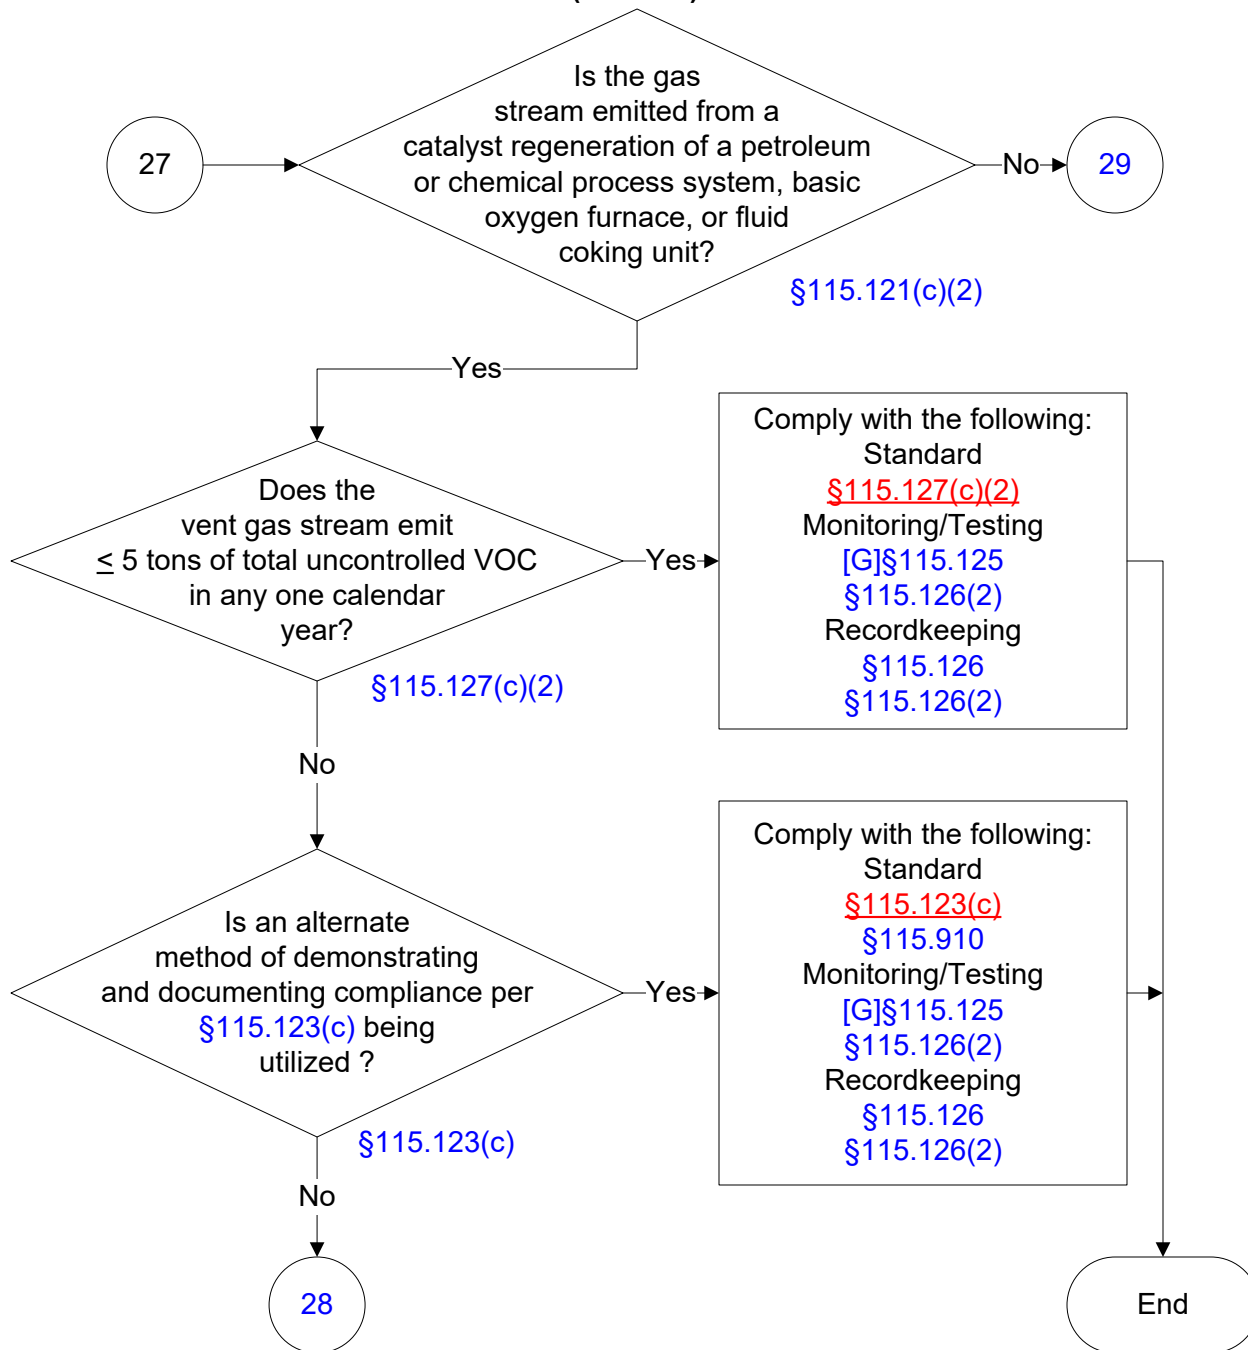 Is the gas
stream emitted from a
catalyst regeneration of a petroleum
or chemical process system, basic
oxygen furnace, or fluid
coking unit?
27
No
29
§115.121(c)(2)
Yes
Does the
vent gas stream emit
≤ 5 tons of total uncontrolled VOC
in any one calendar
year?
§115.127(c)(2)
Yes
Comply with the following:
Standard
§115.127(c)(2)
Monitoring/Testing
[G]§115.125
§115.126(2)
Recordkeeping
§115.126
§115.126(2)
No
Is an alternate
method of demonstrating
and documenting compliance per
§115.123(c) being
utilized ?
§115.123(c)
Yes
Comply with the following:
Standard
§115.123(c)
§115.910
Monitoring/Testing
[G]§115.125
§115.126(2)
Recordkeeping
§115.126
§115.126(2)
No
28
End